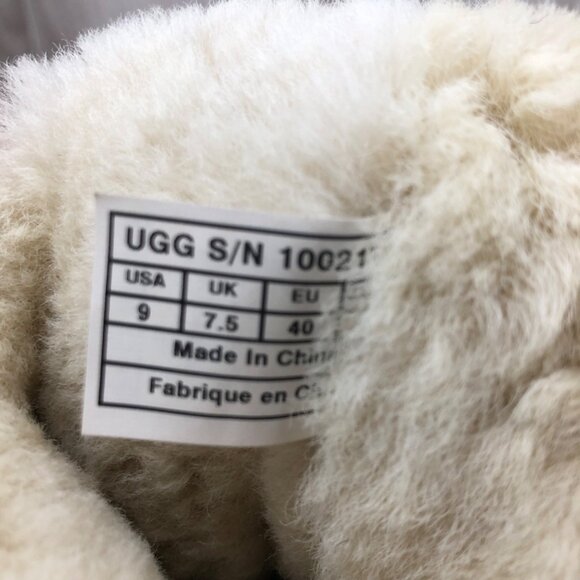 UGG S/N 10021
USA UK EU
9 7.5 40
Made In China
Fabrique en